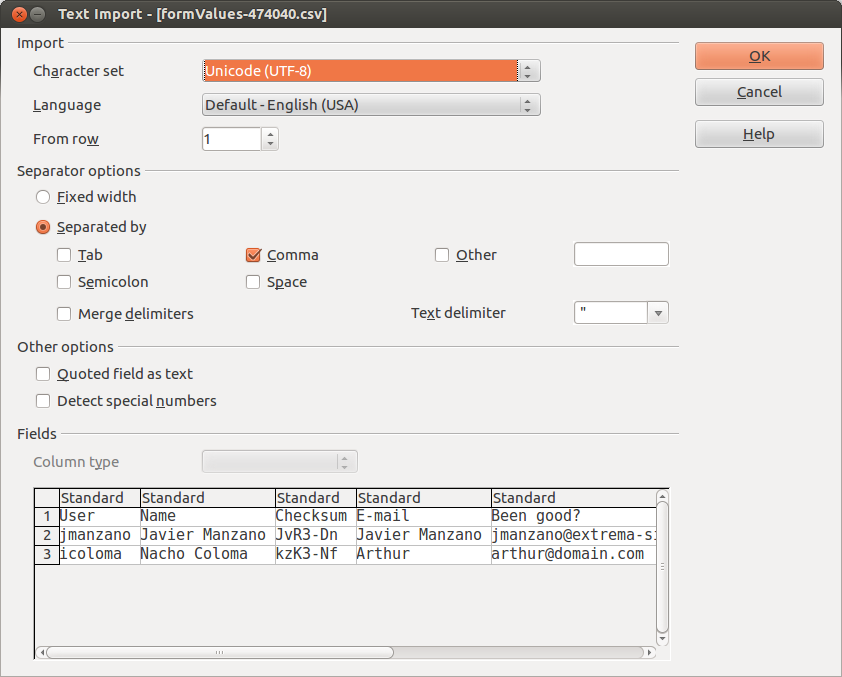 Text Import - [formValues-474040.csv]
Import
Character set Unicode (UTF-8)
OK
Language Default - English (USA)
Cancel
From row 1
Help
Separator options
Fixed width
Separated by
Tab Comma Other
Semicolon Space
Merge delimiters Text delimiter "
Other options
Quoted field as text
Detect special numbers
Fields
Column type
Standard Standard Standard Standard Standard
1 User Name Checksum E-mail Been good?
2 jmanzano Javier Manzano JvR3-Dn Javier Manzano jmanzano@extrema-si
3 icoloma Nacho Coloma kzK3-Nf Arthur arthur@domain.com